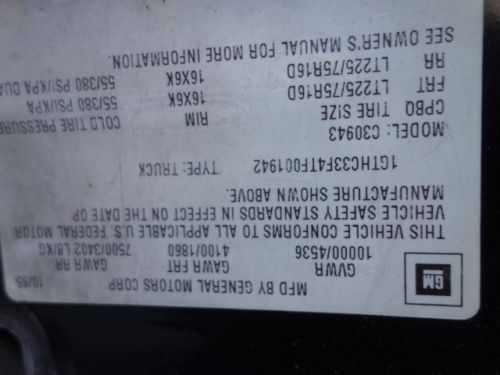 MFD BY GENERAL MOTORS CORP 10/95
GM
GVWR GAWR FRT GAWR RR
10000/4536 4100/1860 7500/3402 LB/KG
THIS VEHICLE CONFORMS TO ALL APPLICABLE U.S. FEDERAL MOTOR
VEHICLE SAFETY STANDARDS IN EFFECT ON THE DATE OF
MANUFACTURE SHOWN ABOVE.
1GTHC33F4TF001942 TYPE: TRUCK
MODEL: C30943
CPBQ TIRE SIZE RIM COLD TIRE PRESSURE
FRT LT225/75R16D 16X6K 55/380 PSI/KPA
RR LT225/75R16D 16X6K 55/380 PSI/KPA DUA
SEE OWNER'S MANUAL FOR MORE INFORMATION.